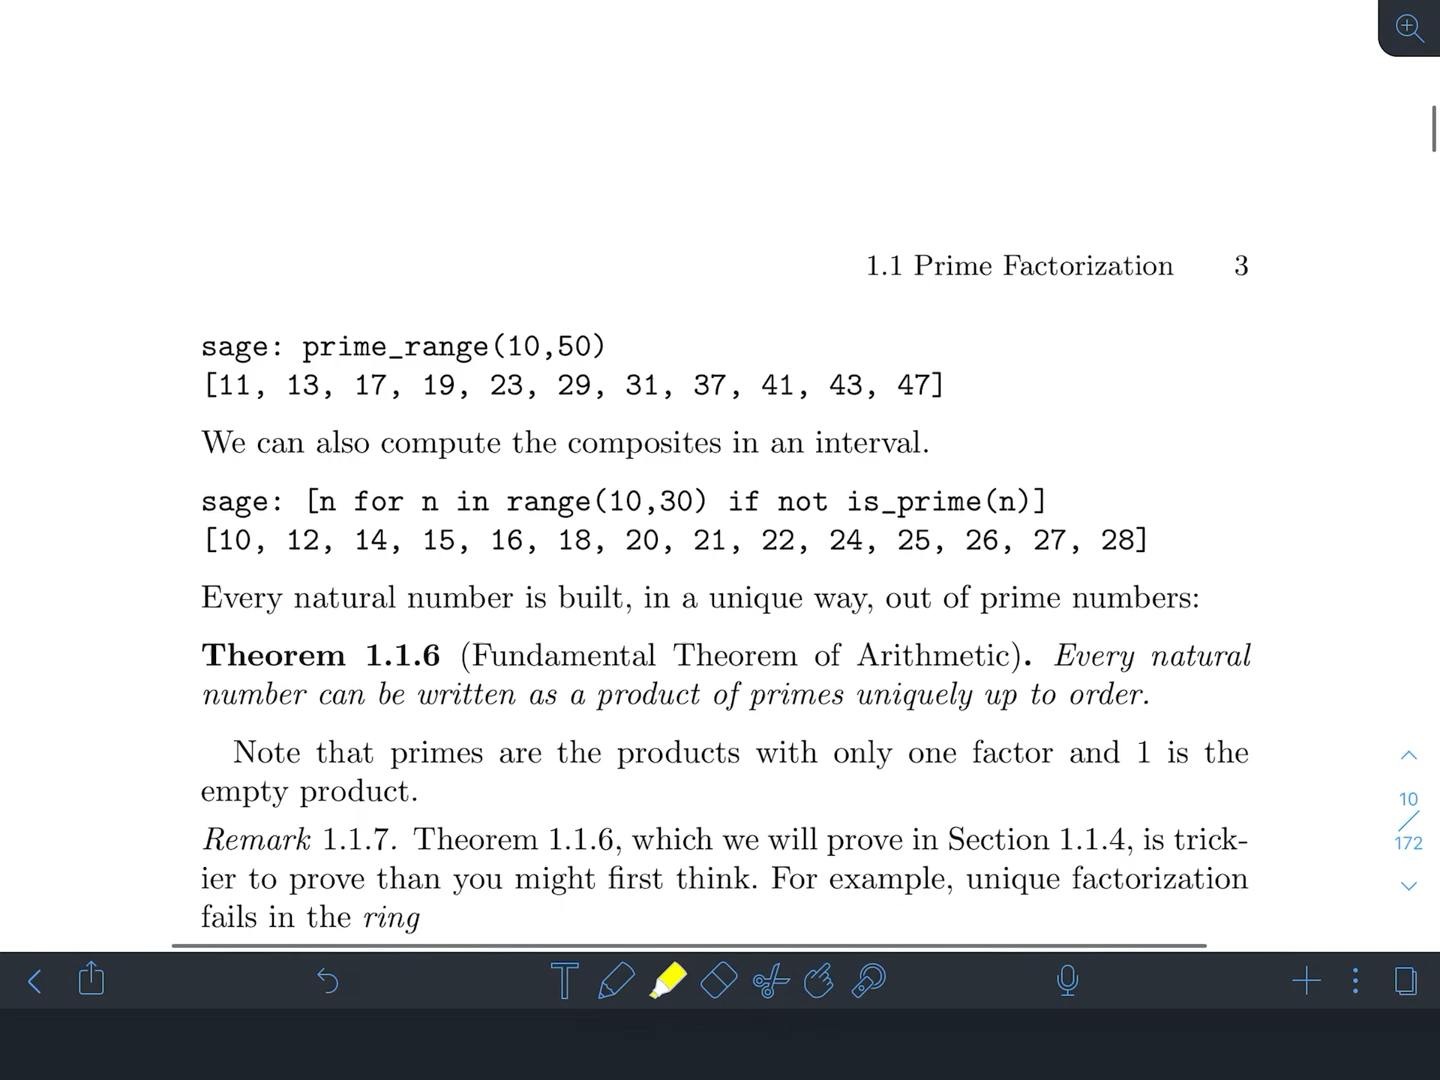 1.1 Prime Factorization 3
sage: prime_range(10,50)
[11, 13, 17, 19, 23, 29, 31, 37, 41, 43, 47]
We can also compute the composites in an interval.
sage: [n for n in range(10,30) if not is_prime(n)]
[10, 12, 14, 15, 16, 18, 20, 21, 22, 24, 25, 26, 27, 28]
Every natural number is built, in a unique way, out of prime numbers:
Theorem 1.1.6 (Fundamental Theorem of Arithmetic). Every natural
number can be written as a product of primes uniquely up to order.
Note that primes are the products with only one factor and 1 is the
empty product.
Remark 1.1.7. Theorem 1.1.6, which we will prove in Section 1.1.4, is trick-
ier to prove than you might first think. For example, unique factorization
fails in the ring
10
/
172
T